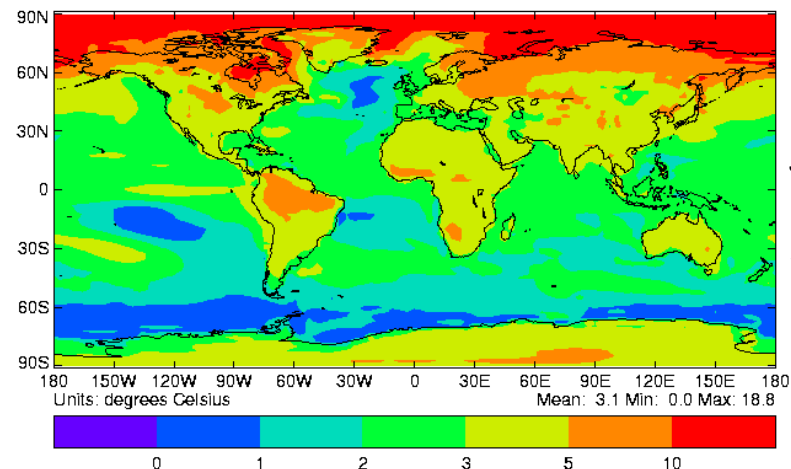 90N
60N
30N
0
30S
60S
90S
180 150W 120W 90W 60W 30W 0 30E 60E 90E 120E 150E 180
Units: degrees Celsius Mean: 3.1 Min: 0.0 Max: 18.8
0 1 2 3 5 10